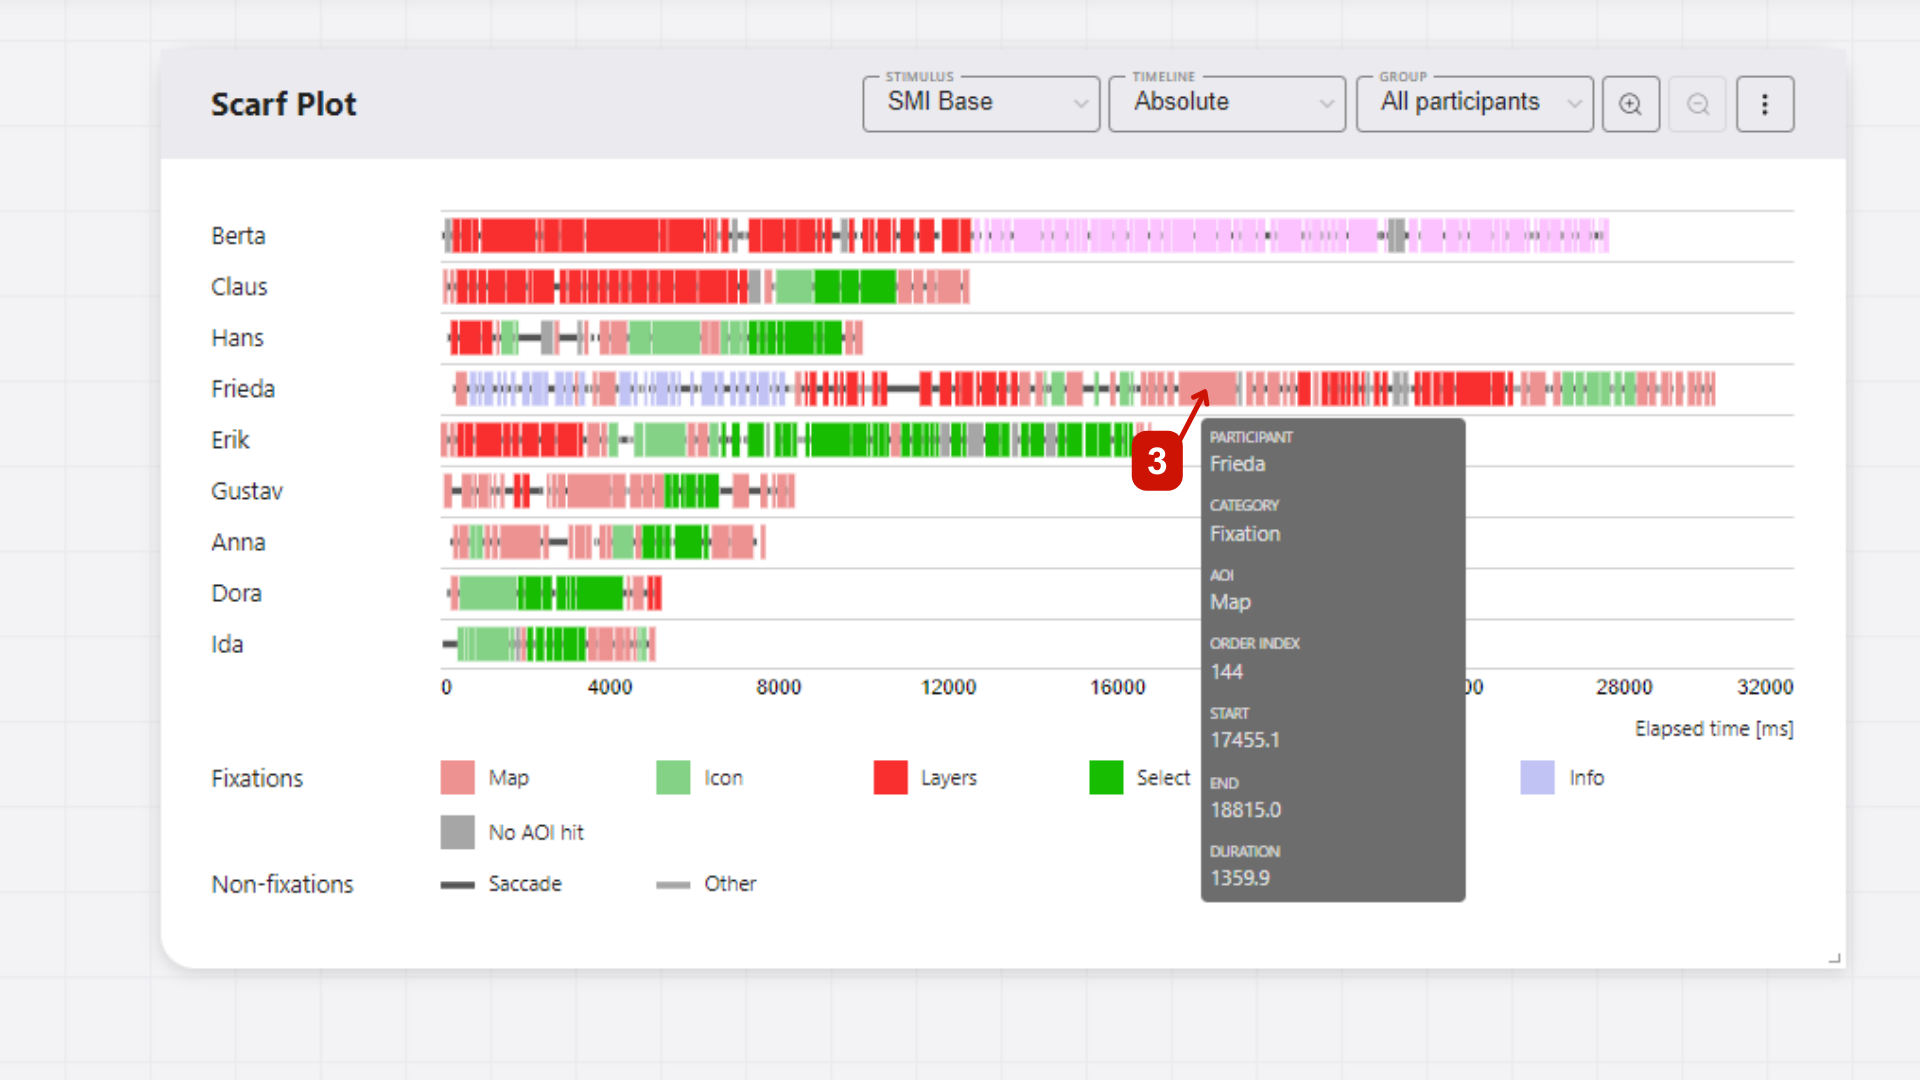 Scarf Plot
STIMULUS
SMI Base
TIMELINE
Absolute
GROUP
All participants
Berta
Claus
Hans
Frieda
Erik
Gustav
Anna
Dora
Ida
3
PARTICIPANT
Frieda
CATEGORY
Fixation
AOI
Map
ORDER INDEX
144
START
17455.1
END
18815.0
DURATION
1359.9
0 4000 8000 12000 16000 28000 32000
Elapsed time [ms]
Fixations Map Icon Layers Select Info
No AOI hit
Non-fixations Saccade Other